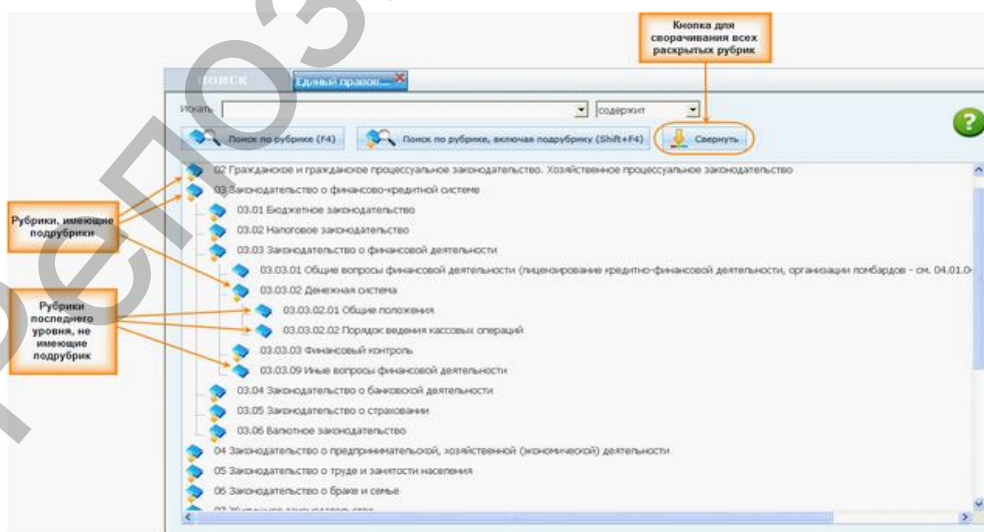 Кнопка для
сворачивания всех
раскрытых рубрик
ПОИСК
Единый правов...
Искать
содержит
Поиск по рубрике (F4)
Поиск по рубрике, включая подрубрику (Shift+F4)
Свернуть
02 Гражданское и гражданское процессуальное законодательство. Хозяйственное процессуальное законодательство
03 Законодательство о финансово-кредитной системе
03.01 Бюджетное законодательство
03.02 Налоговое законодательство
Рубрики, имеющие
подрубрики
03.03 Законодательство о финансовой деятельности
03.03.01 Общие вопросы финансовой деятельности (лицензирование кредитно-финансовой деятельности, организации ломбардов - см. 04.01.0
03.03.02 Денежная система
Рубрики
последнего
уровня, не
имеющие
подрубрик
03.03.02.01 Общие положения
03.03.02.02 Порядок ведения кассовых операций
03.03.03 Финансовый контроль
03.03.09 Иные вопросы финансовой деятельности
03.04 Законодательство о банковской деятельности
03.05 Законодательство о страховании
03.06 Валютное законодательство
04 Законодательство о предпринимательской, хозяйственной (экономической) деятельности
05 Законодательство о труде и занятости населения
06 Законодательство о браке и семье